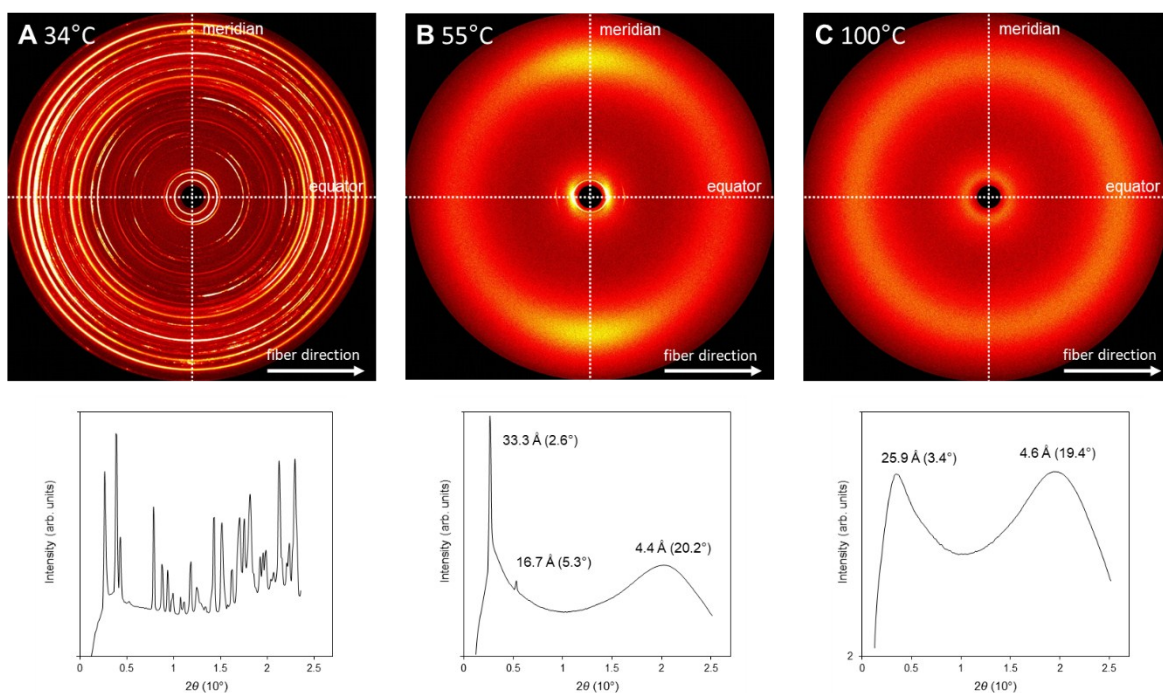 A 34°C
meridian
equator
fiber direction
B 55°C
meridian
equator
fiber direction
C 100°C
meridian
equator
fiber direction
Intensity (arb. units)
0 0.5 1 1.5 2 2.5
2θ (10°)
Intensity (arb. units)
33.3 Å (2.6°)
16.7 Å (5.3°)
4.4 Å (20.2°)
0 0.5 1 1.5 2 2.5
2θ (10°)
Intensity (arb. units)
25.9 Å (3.4°)
4.6 Å (19.4°)
2
0 0.5 1 1.5 2 2.5
2θ (10°)